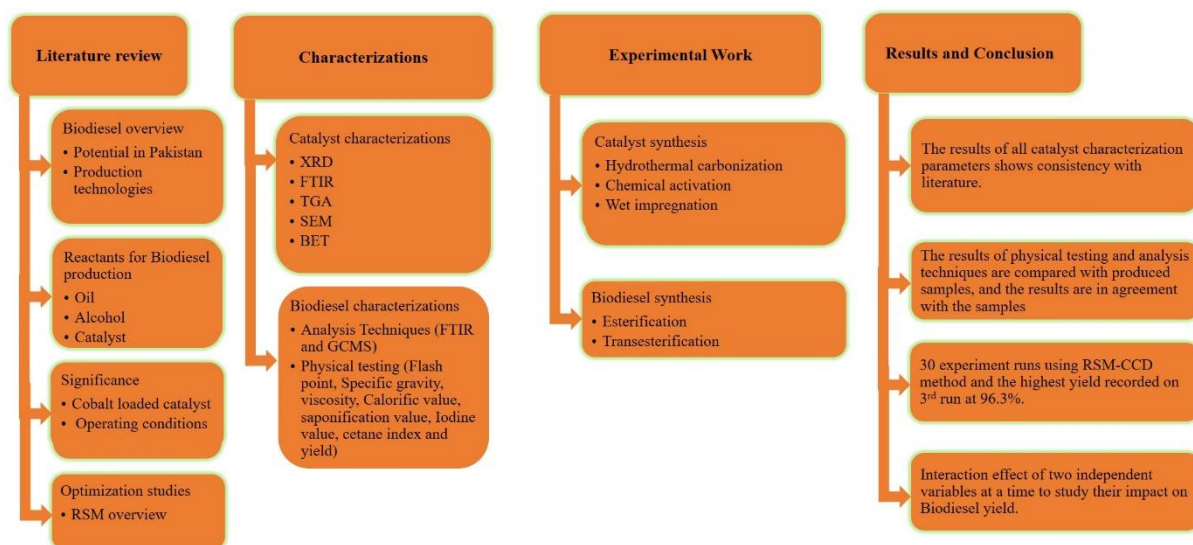 Literature review
Biodiesel overview
• Potential in Pakistan
• Production
technologies
Reactants for Biodiesel
production
• Oil
• Alcohol
• Catalyst
Significance
• Cobalt loaded catalyst
• Operating conditions
Optimization studies
• RSM overview
Characterizations
Catalyst characterizations
• XRD
• FTIR
• TGA
• SEM
• BET
Biodiesel characterizations
• Analysis Techniques (FTIR
and GCMS)
• Physical testing (Flash
point, Specific gravity,
viscosity, Calorific value,
saponification value, Iodine
value, cetane index and
yield)
Experimental Work
Catalyst synthesis
• Hydrothermal carbonization
• Chemical activation
• Wet impregnation
Biodiesel synthesis
• Esterification
• Transesterification
Results and Conclusion
The results of all catalyst characterization
parameters shows consistency with
literature.
The results of physical testing and analysis
techniques are compared with produced
samples, and the results are in agreement
with the samples
30 experiment runs using RSM-CCD
method and the highest yield recorded on
3rd run at 96.3%.
Interaction effect of two independent
variables at a time to study their impact on
Biodiesel yield.